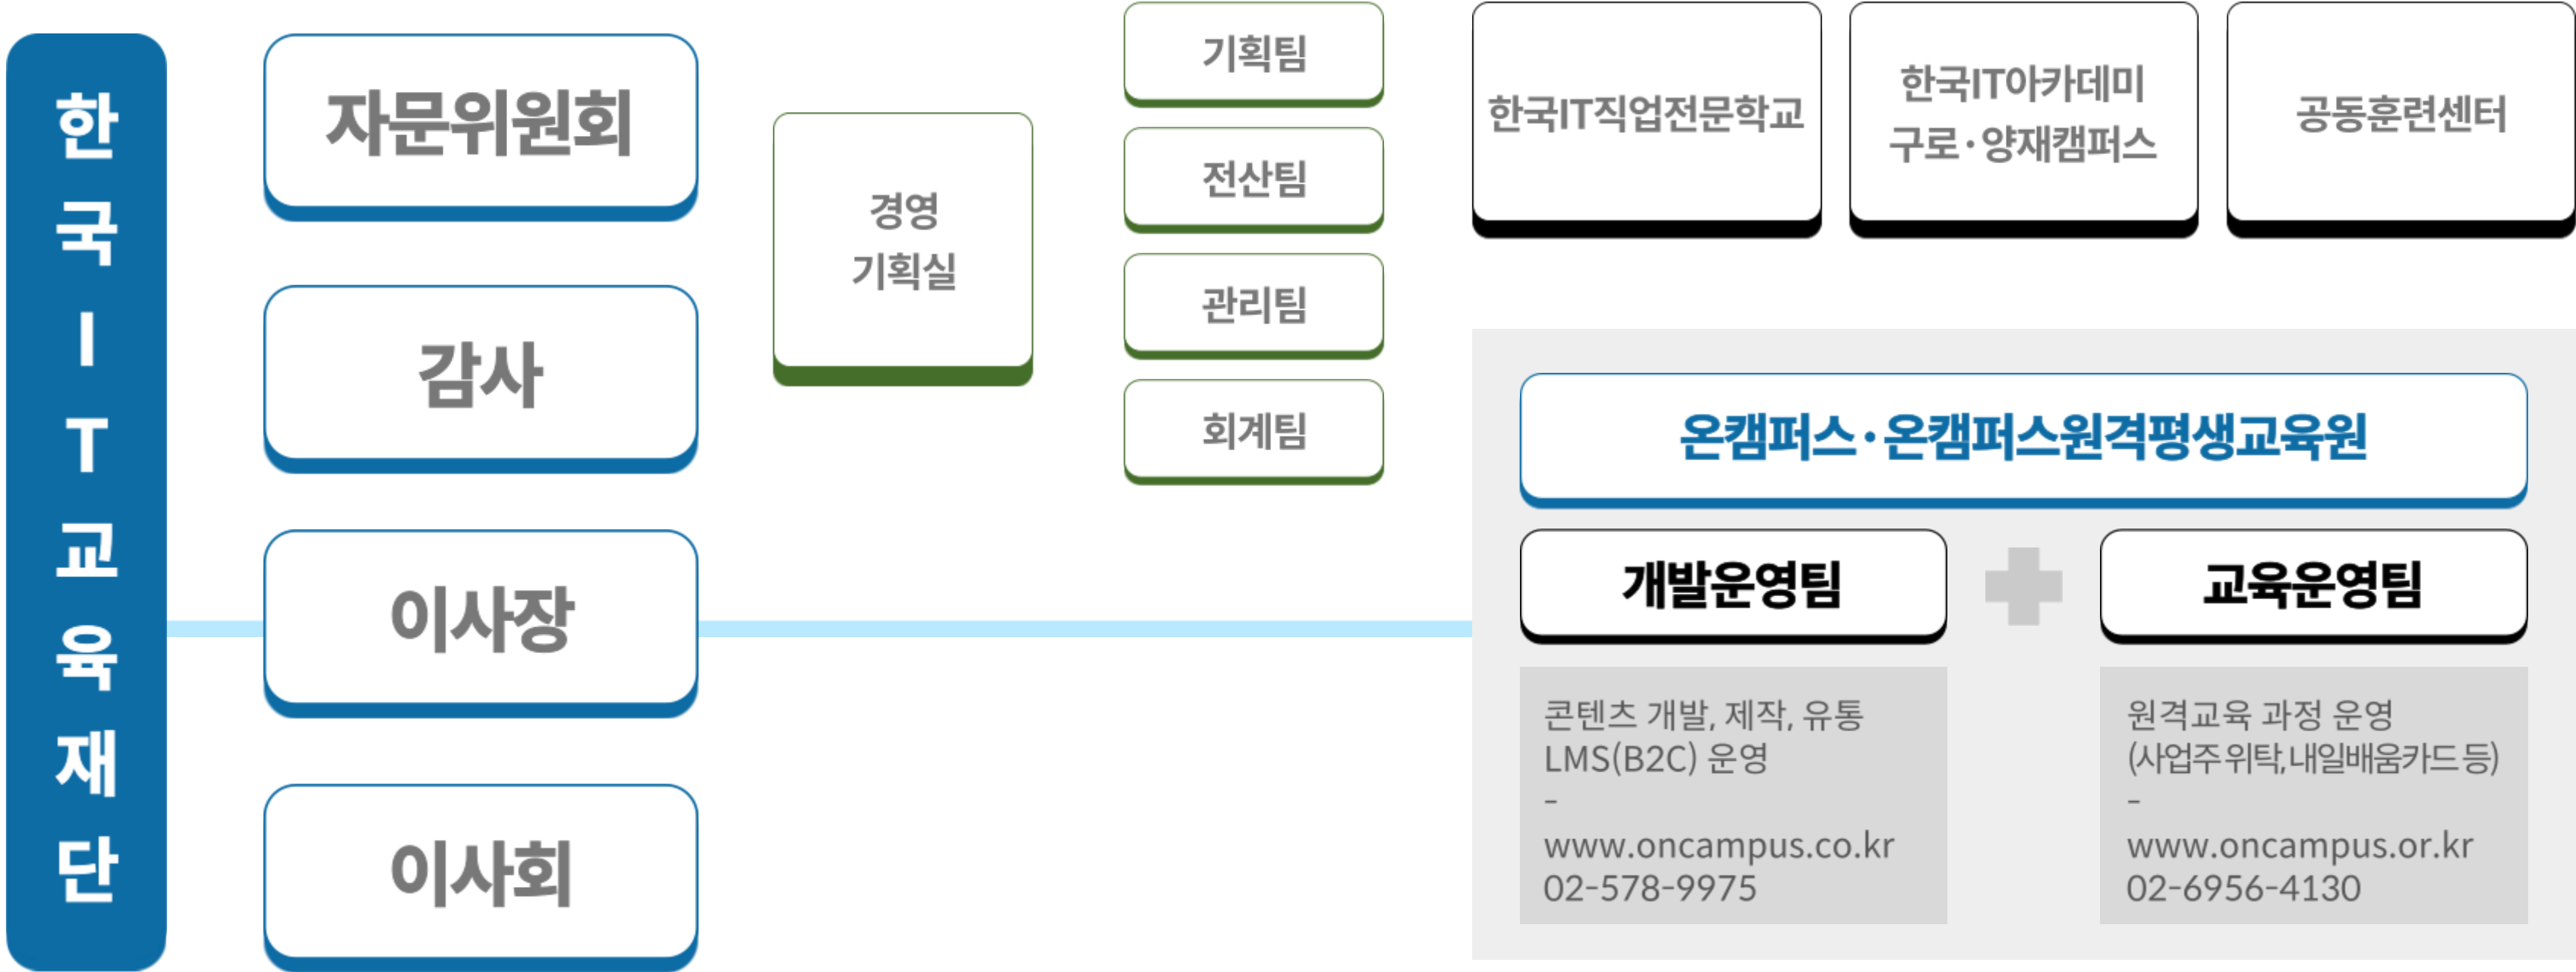 한국IT교육재단
자문위원회
감사
이사장
이사회
경영
기획실
기획팀
전산팀
관리팀
회계팀
한국IT직업전문학교
한국IT아카데미
구로·양재캠퍼스
공동훈련센터
온캠퍼스·온캠퍼스원격평생교육원
개발운영팀
콘텐츠 개발, 제작, 유통
LMS(B2C) 운영
-
www.oncampus.co.kr
02-578-9975
교육운영팀
원격교육 과정 운영
(사업주 위탁, 내일배움카드 등)
-
www.oncampus.or.kr
02-6956-4130